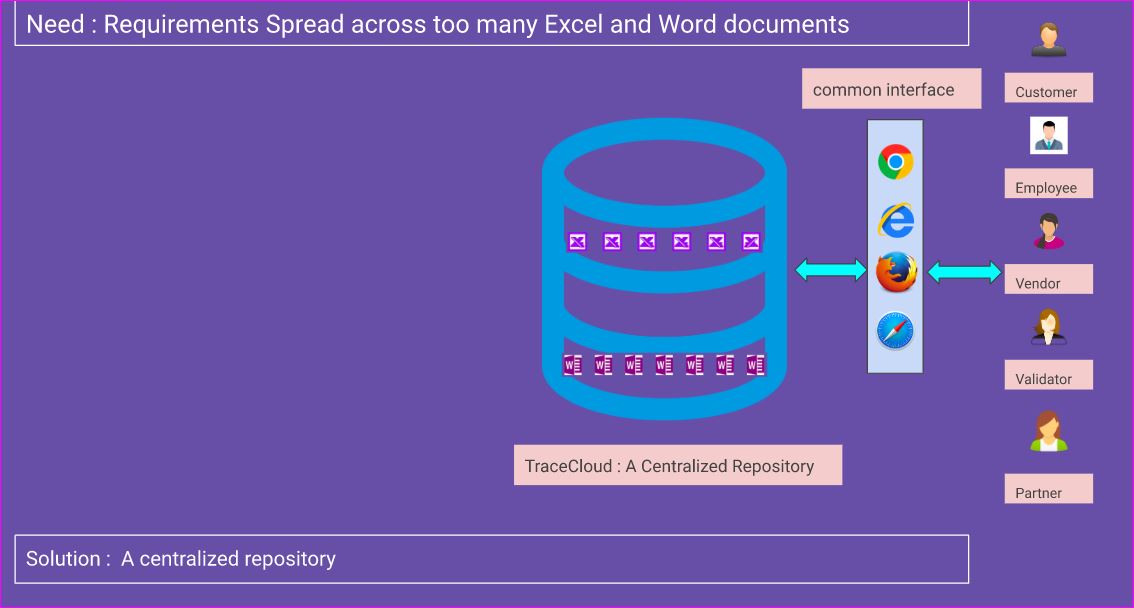 Need : Requirements Spread across too many Excel and Word documents
common interface
Customer
Employee
Vendor
Validator
Partner
W W W W W W W
TraceCloud : A Centralized Repository
Solution : A centralized repository